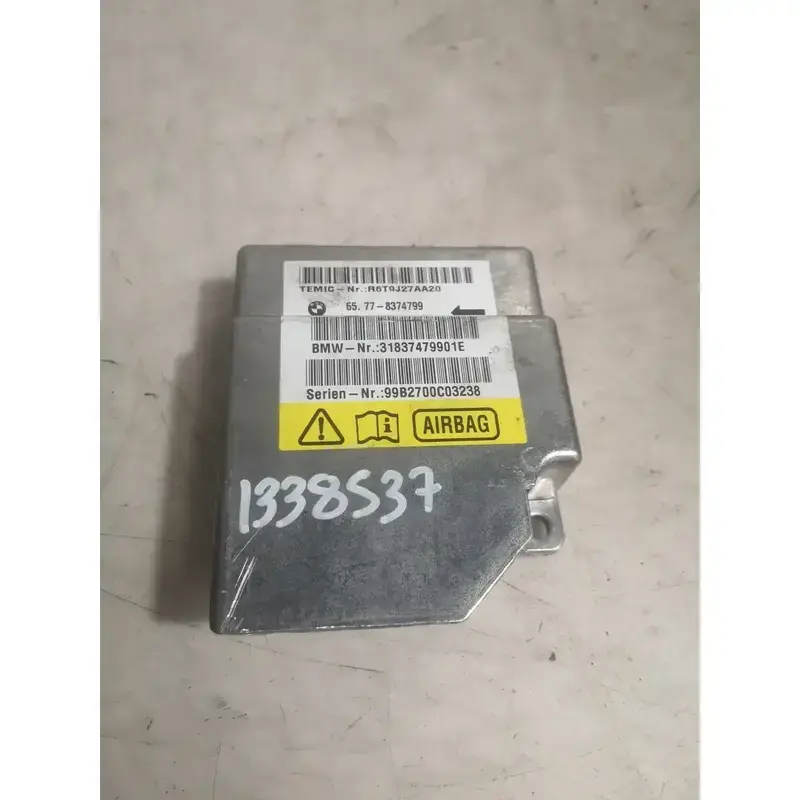 TEMIC-Nr.:R6T9J27AA20
65.77-8374799
BMW-Nr.:31837479901E
Serien-Nr.:99B2700C03238
AIRBAG
1338537